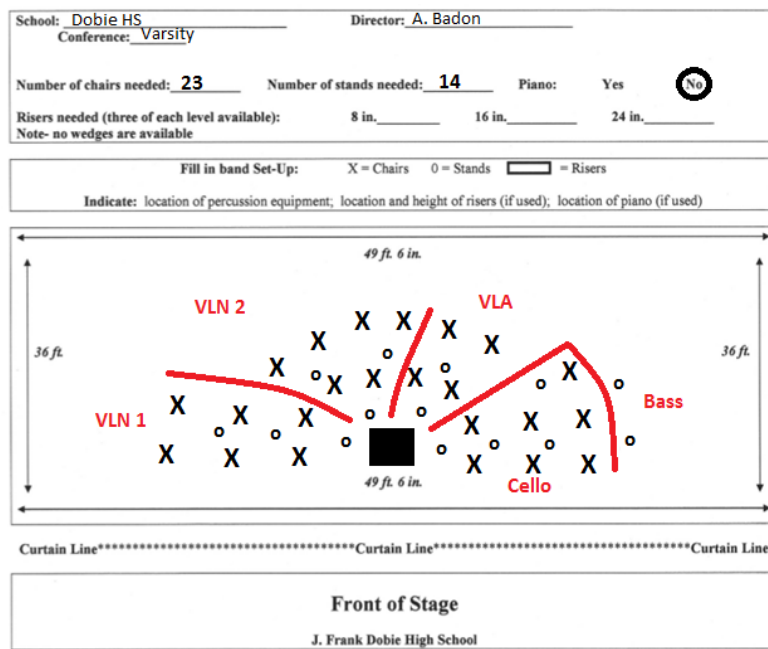 School: Dobie HS Director: A. Badon
Conference: Varsity
Number of chairs needed: 23 Number of stands needed: 14 Piano: Yes No
Risers needed (three of each level available): 8 in. 16 in. 24 in.
Note- no wedges are available
Fill in band Set-Up: X = Chairs 0 = Stands = Risers
Indicate: location of percussion equipment; location and height of risers (if used); location of piano (if used)
49 ft. 6 in.
VLN 2 VLA
36 ft. 36 ft.
X X X
X X
o
X o X X X o X X o
VLN 1 X X X o o X X X Bass
o o o o o o o
X X X X X X
49 ft. 6 in. Cello
Curtain Line***********************************Curtain Line***********************************Curtain Line
Front of Stage
J. Frank Dobie High School